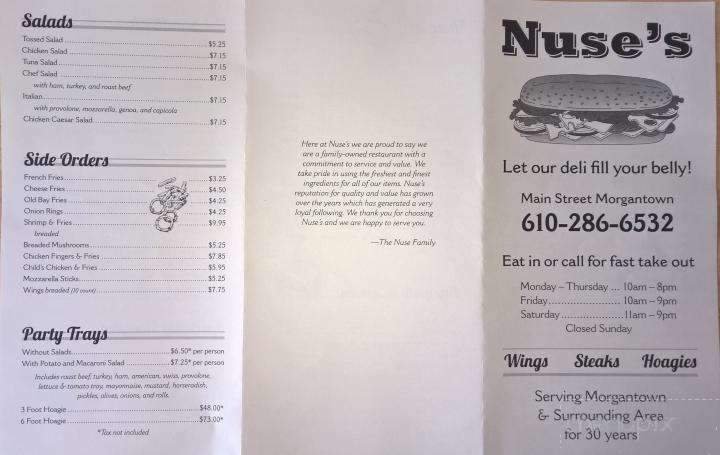 Salads
Tossed Salad $5.25
Chicken Salad $7.15
Tuna Salad $7.15
Chef Salad $7.15
with ham, turkey, and roast beef
Italian $7.15
with provolone, mozzarella, genoa, and capicola
Chicken Caesar Salad $7.15
Side Orders
French Fries $3.25
Cheese Fries $4.50
Old Bay Fries $4.25
Onion Rings $4.25
Shrimp & Fries $9.95
breaded
Breaded Mushrooms $5.25
Chicken Fingers & Fries $7.85
Child's Chicken & Fries $5.95
Mozzarella Sticks $5.25
Wings breaded (10 count) $7.75
Party Trays
Without Salads $6.50* per person
With Potato and Macaroni Salad $7.25* per person
Includes roast beef, turkey, ham, american, swiss, provolone,
lettuce & tomato tray, mayonnaise, mustard, horseradish,
pickles, olives, onions, and rolls.
3 Foot Hoagie $48.00*
6 Foot Hoagie $73.00*
*Tax not included
Here at Nuse's we are proud to say we
are a family-owned restaurant with a
commitment to service and value. We
take pride in using the freshest and finest
ingredients for all of our items. Nuse's
reputation for quality and value has grown
over the years which has generated a very
loyal following. We thank you for choosing
Nuse's and we are happy to serve you.
—The Nuse Family
Nuse's
Let our deli fill your belly!
Main Street Morgantown
610-286-6532
Eat in or call for fast take out
Monday – Thursday ... 10am – 8pm
Friday 10am – 9pm
Saturday 11am – 9pm
Closed Sunday
Wings Steaks Hoagies
Serving Morgantown
& Surrounding Area
for 30 years